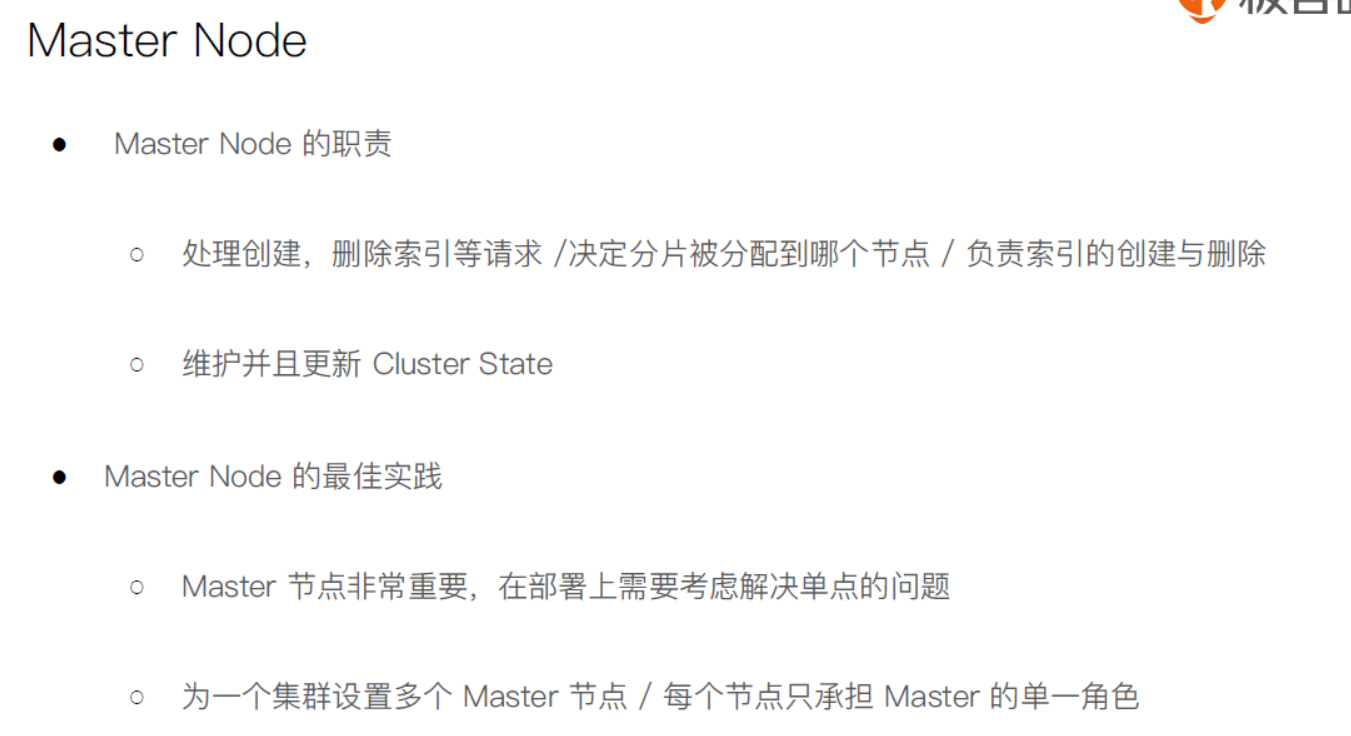 Master Node
● Master Node 的职责
○ 处理创建，删除索引等请求 /决定分片被分配到哪个节点 / 负责索引的创建与删除
○ 维护并且更新 Cluster State
● Master Node 的最佳实践
○ Master 节点非常重要，在部署上需要考虑解决单点的问题
○ 为一个集群设置多个 Master 节点 / 每个节点只承担 Master 的单一角色